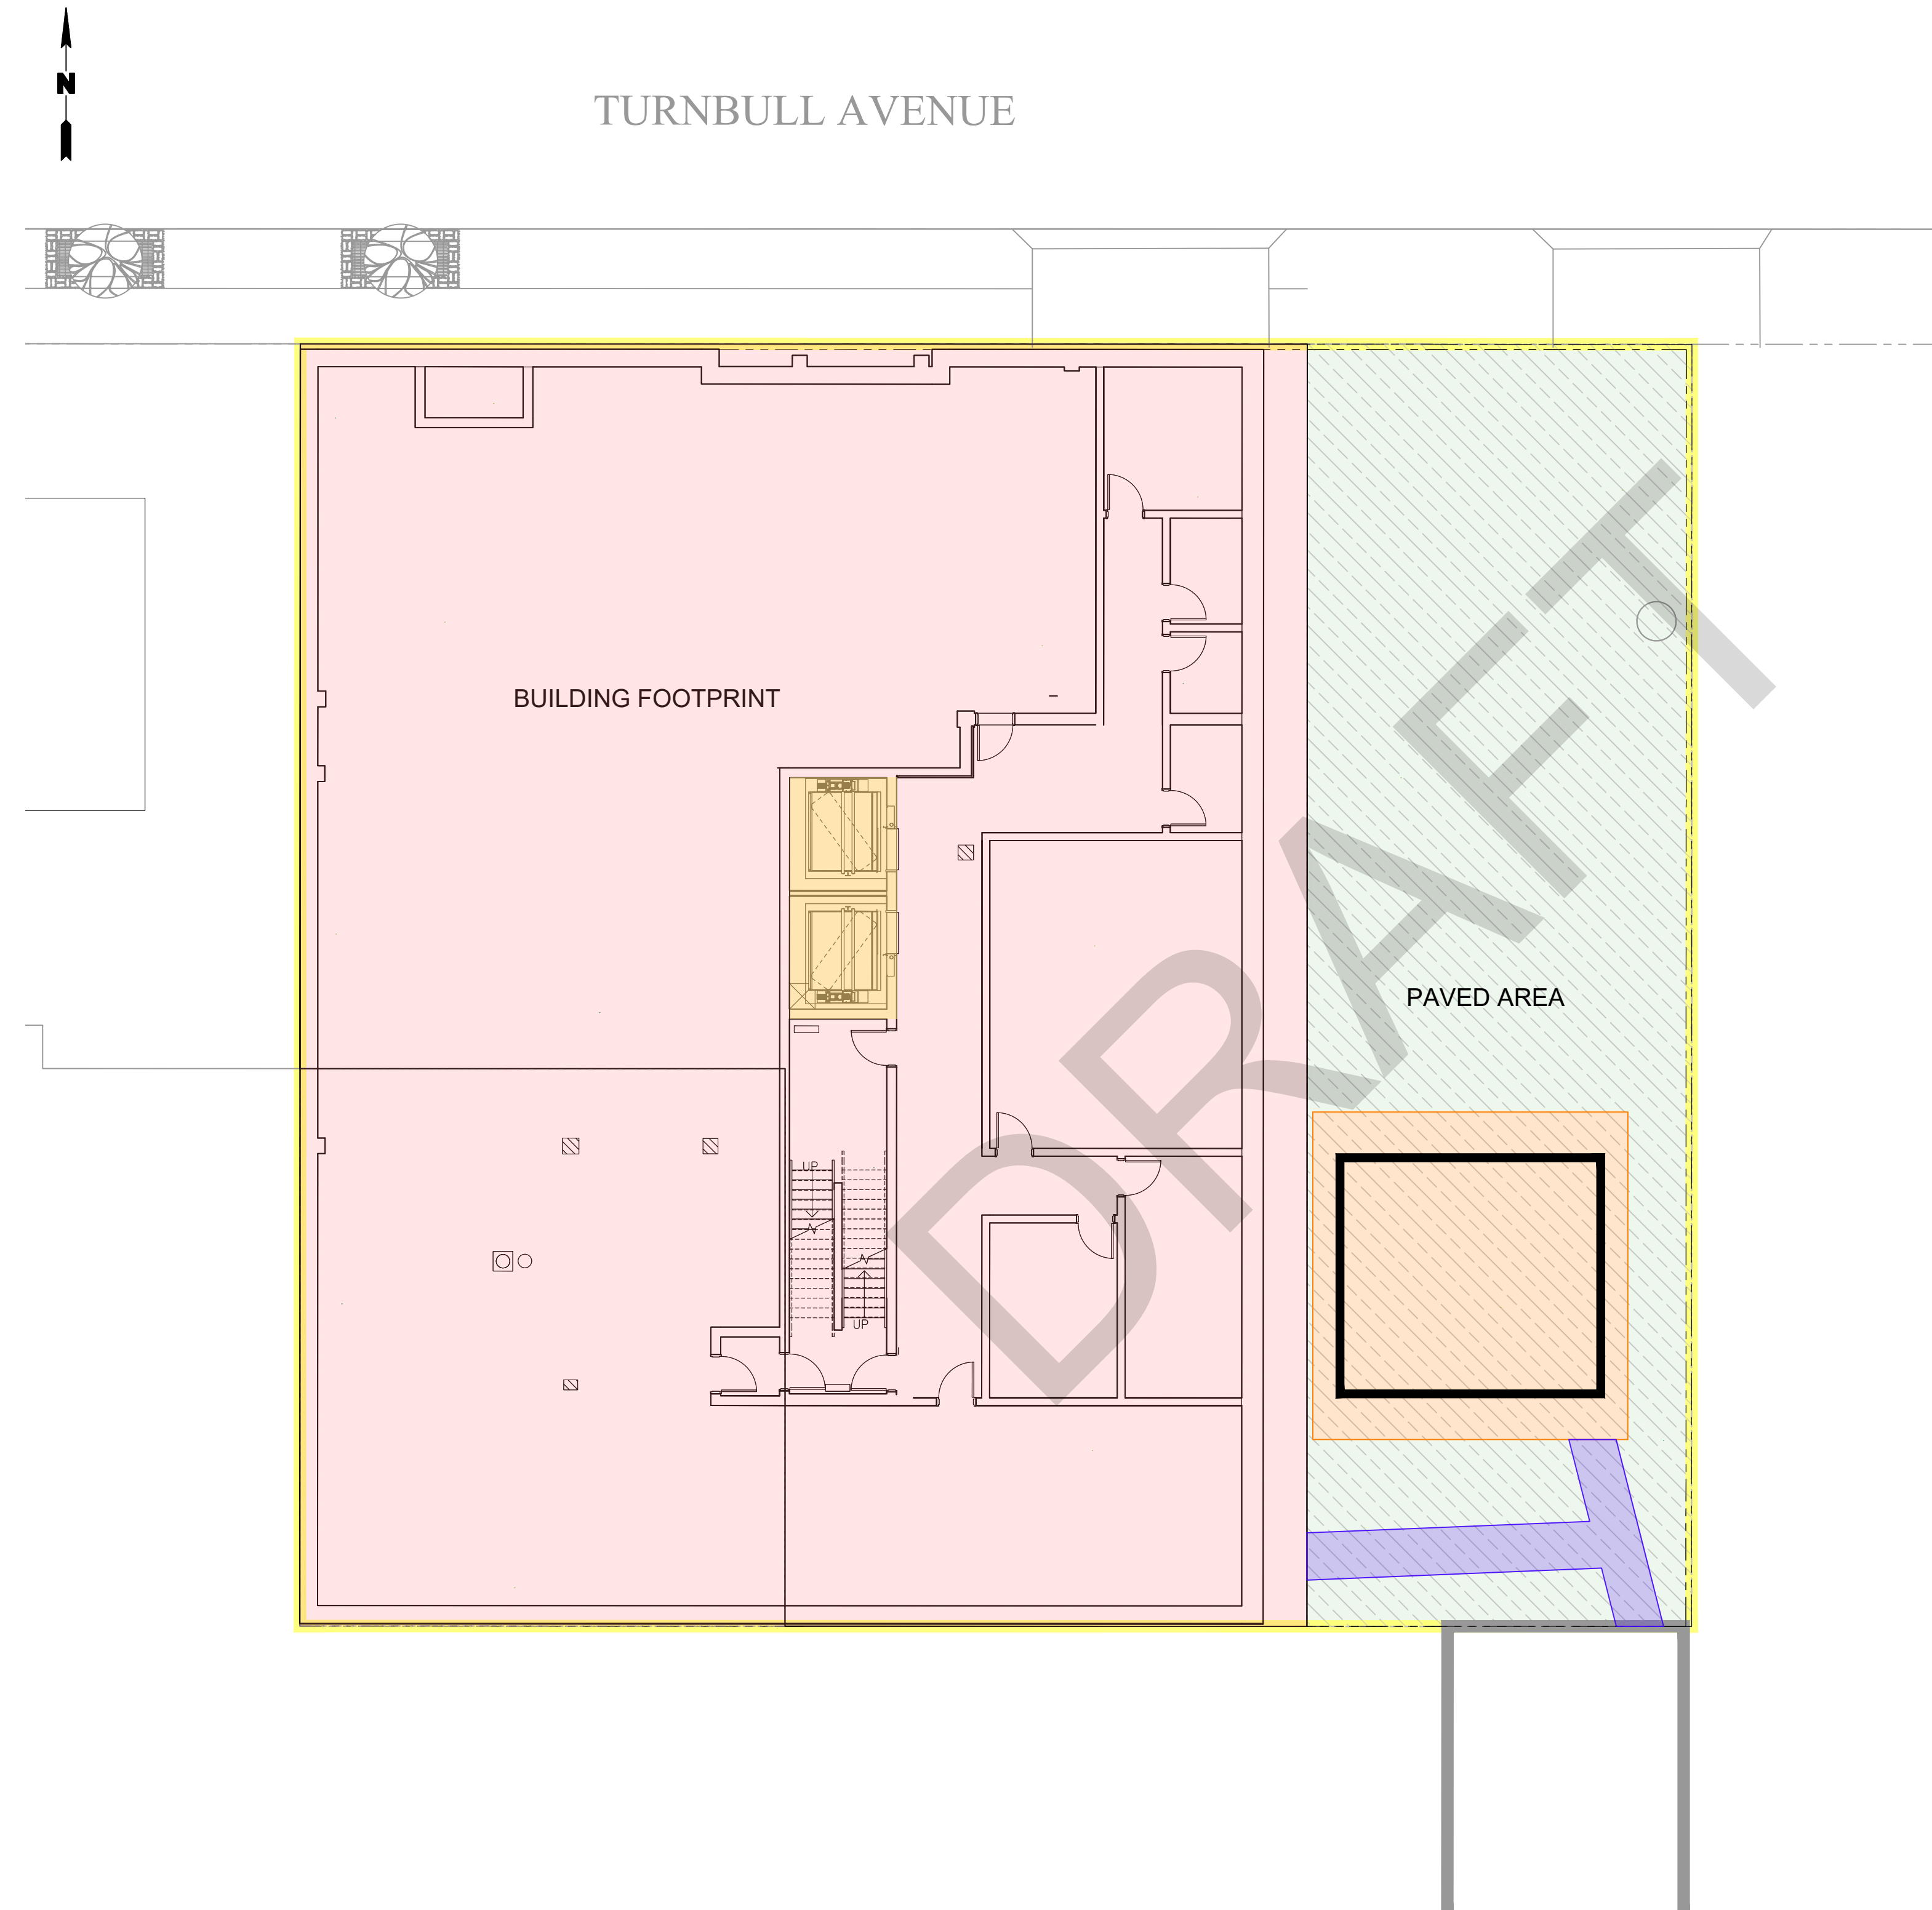 N
TURNBULL AVENUE
BUILDING FOOTPRINT
PAVED AREA
UP
UP
DRAFT